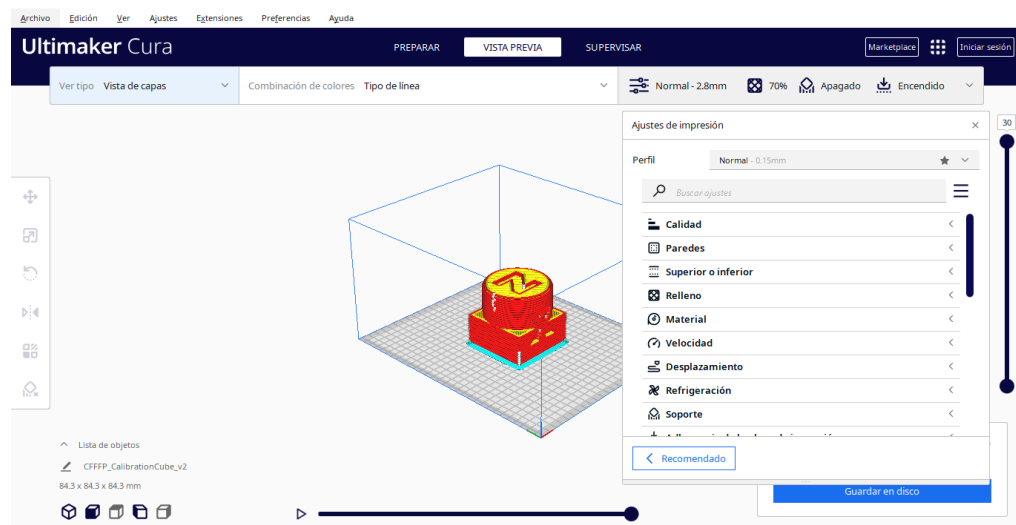 Archivo Edición Ver Ajustes Extensiones Preferencias Ayuda
Ultimaker Cura PREPARAR VISTA PREVIA SUPERVISAR Marketplace Iniciar sesión
Ver tipo Vista de capas Combinación de colores Tipo de línea Normal - 2.8mm 70% Apagado Encendido
Ajustes de impresión
30
Perfil Normal - 0.15mm
Buscar ajustes
Calidad
Paredes
Superior o inferior
Relleno
Material
Velocidad
Desplazamiento
Refrigeración
Soporte
Lista de objetos
CFFFP_CalibrationCube_v2
84.3 x 84.3 x 84.3 mm
Recomendado
Guardar en disco